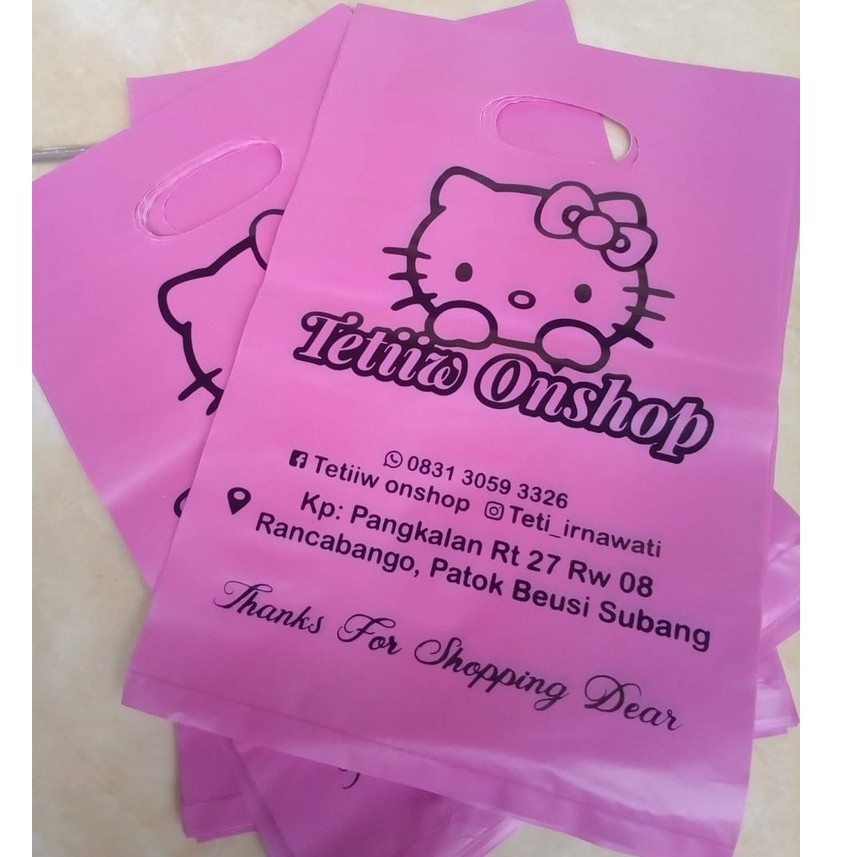 Tetiiw Onshop
0831 3059 3326
Tetiiw onshop Teti_irnawati
Kp: Pangkalan Rt 27 Rw 08
Rancabango, Patok Beusi Subang
Thanks For Shopping Dear